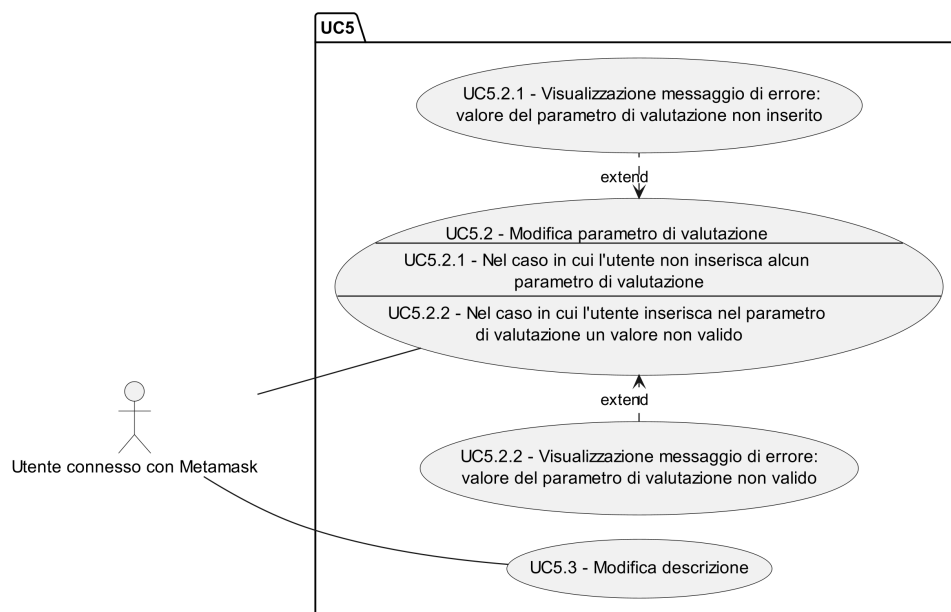 UC5
UC5.2.1 - Visualizzazione messaggio di errore:
valore del parametro di valutazione non inserito
extend
UC5.2 - Modifica parametro di valutazione
UC5.2.1 - Nel caso in cui l'utente non inserisca alcun
parametro di valutazione
UC5.2.2 - Nel caso in cui l'utente inserisca nel parametro
di valutazione un valore non valido
extend
Utente connesso con Metamask
UC5.2.2 - Visualizzazione messaggio di errore:
valore del parametro di valutazione non valido
UC5.3 - Modifica descrizione